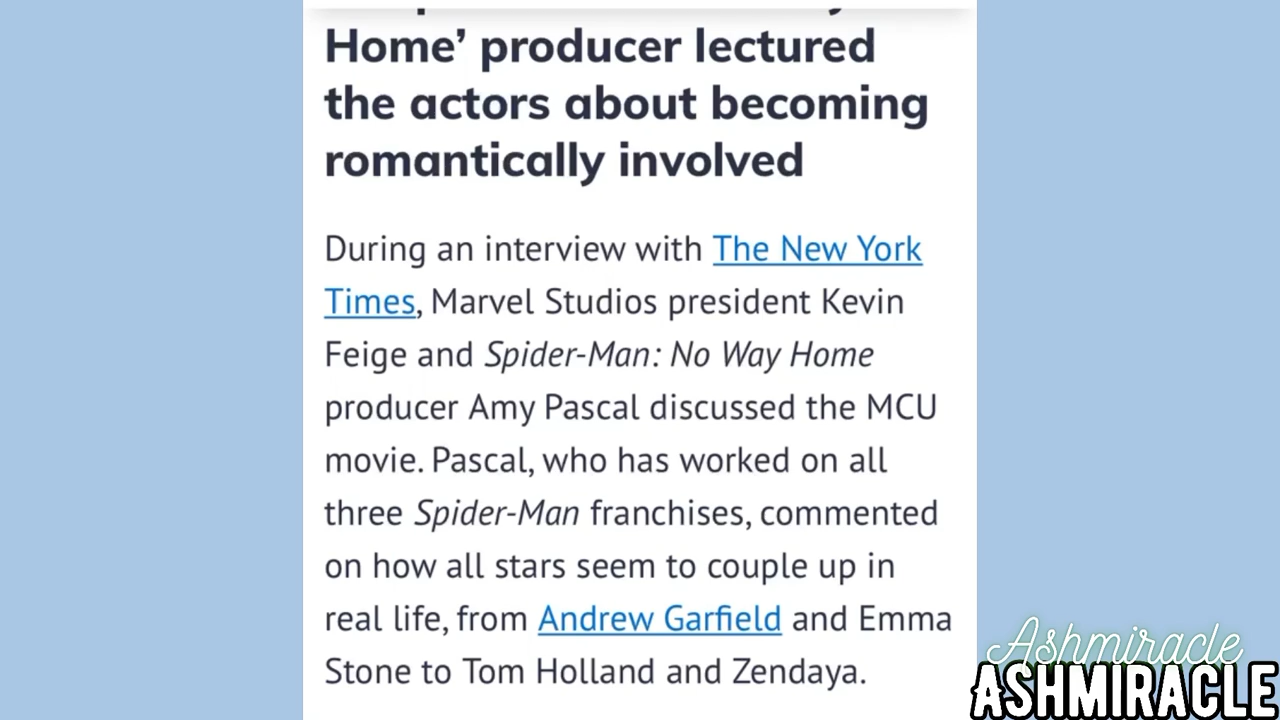 Home’ producer lectured
the actors about becoming
romantically involved
During an interview with The New York
Times, Marvel Studios president Kevin
Feige and Spider-Man: No Way Home
producer Amy Pascal discussed the MCU
movie. Pascal, who has worked on all
three Spider-Man franchises, commented
on how all stars seem to couple up in
real life, from Andrew Garfield and Emma
Stone to Tom Holland and Zendaya.
Ashmiracle
ASHMIRACLE